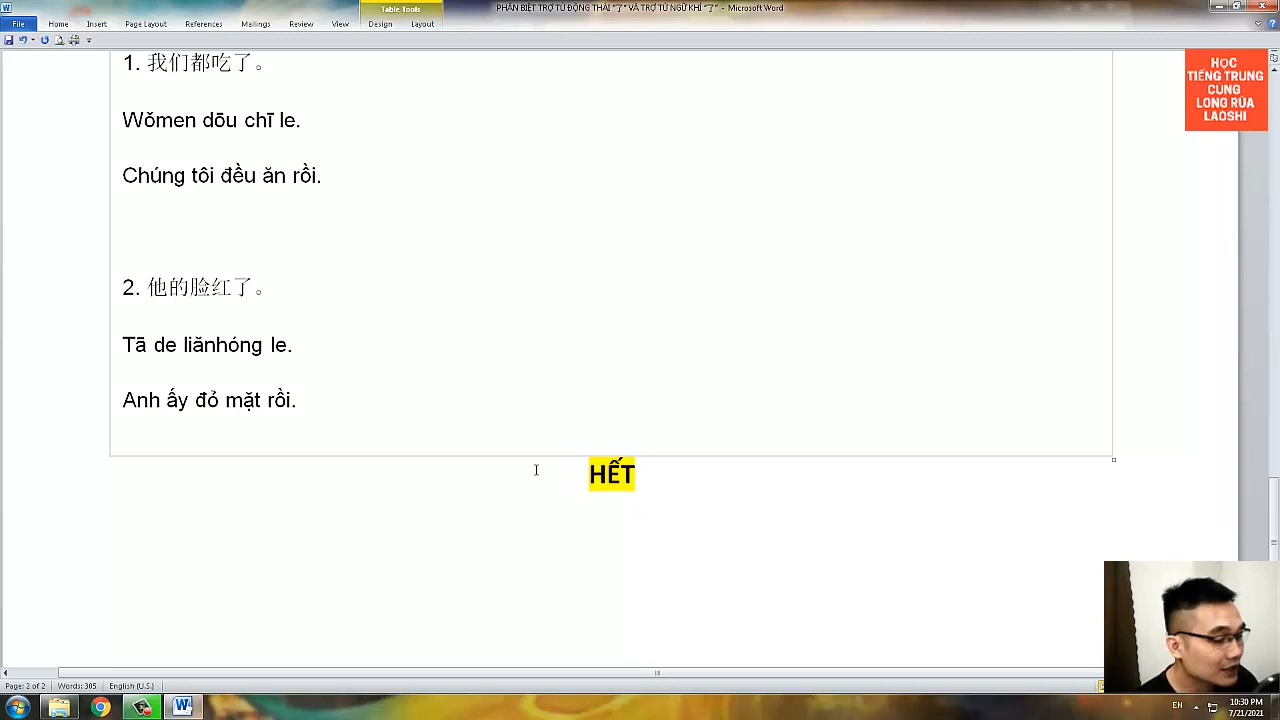 Table Tools
PHÂN BIỆT TRỢ TỪ ĐỘNG THÁI "了" VÀ TRỢ TỪ NGỮ KHÍ "了" - Microsoft Word
File Home Insert Page Layout References Mailings Review View Design Layout
1. 我们都吃了。
Wǒmen dōu chī le.
Chúng tôi đều ăn rồi.
2. 他的脸红了。
Tā de liǎnhóng le.
Anh ấy đỏ mặt rồi.
HẾT
HỌC
TIẾNG TRUNG
CÙNG
LONG RÙA
LAOSHI
Page: 2 of 2 Words: 305 English (U.S.)
EN
10:30 PM
7/21/2021